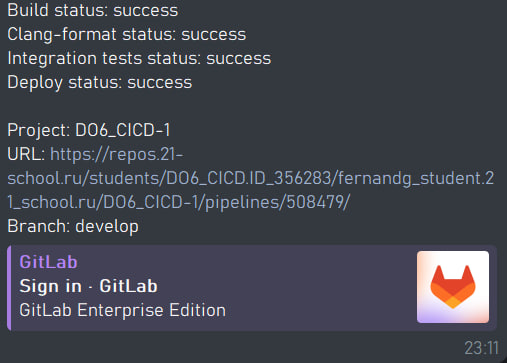 Build status: success
Clang-format status: success
Integration tests status: success
Deploy status: success
Project: DO6_CICD-1
URL: https://repos.21-
school.ru/students/DO6_CICD.ID_356283/fernandg_student.2
1_school.ru/DO6_CICD-1/pipelines/508479/
Branch: develop
GitLab
Sign in · GitLab
GitLab Enterprise Edition
23:11